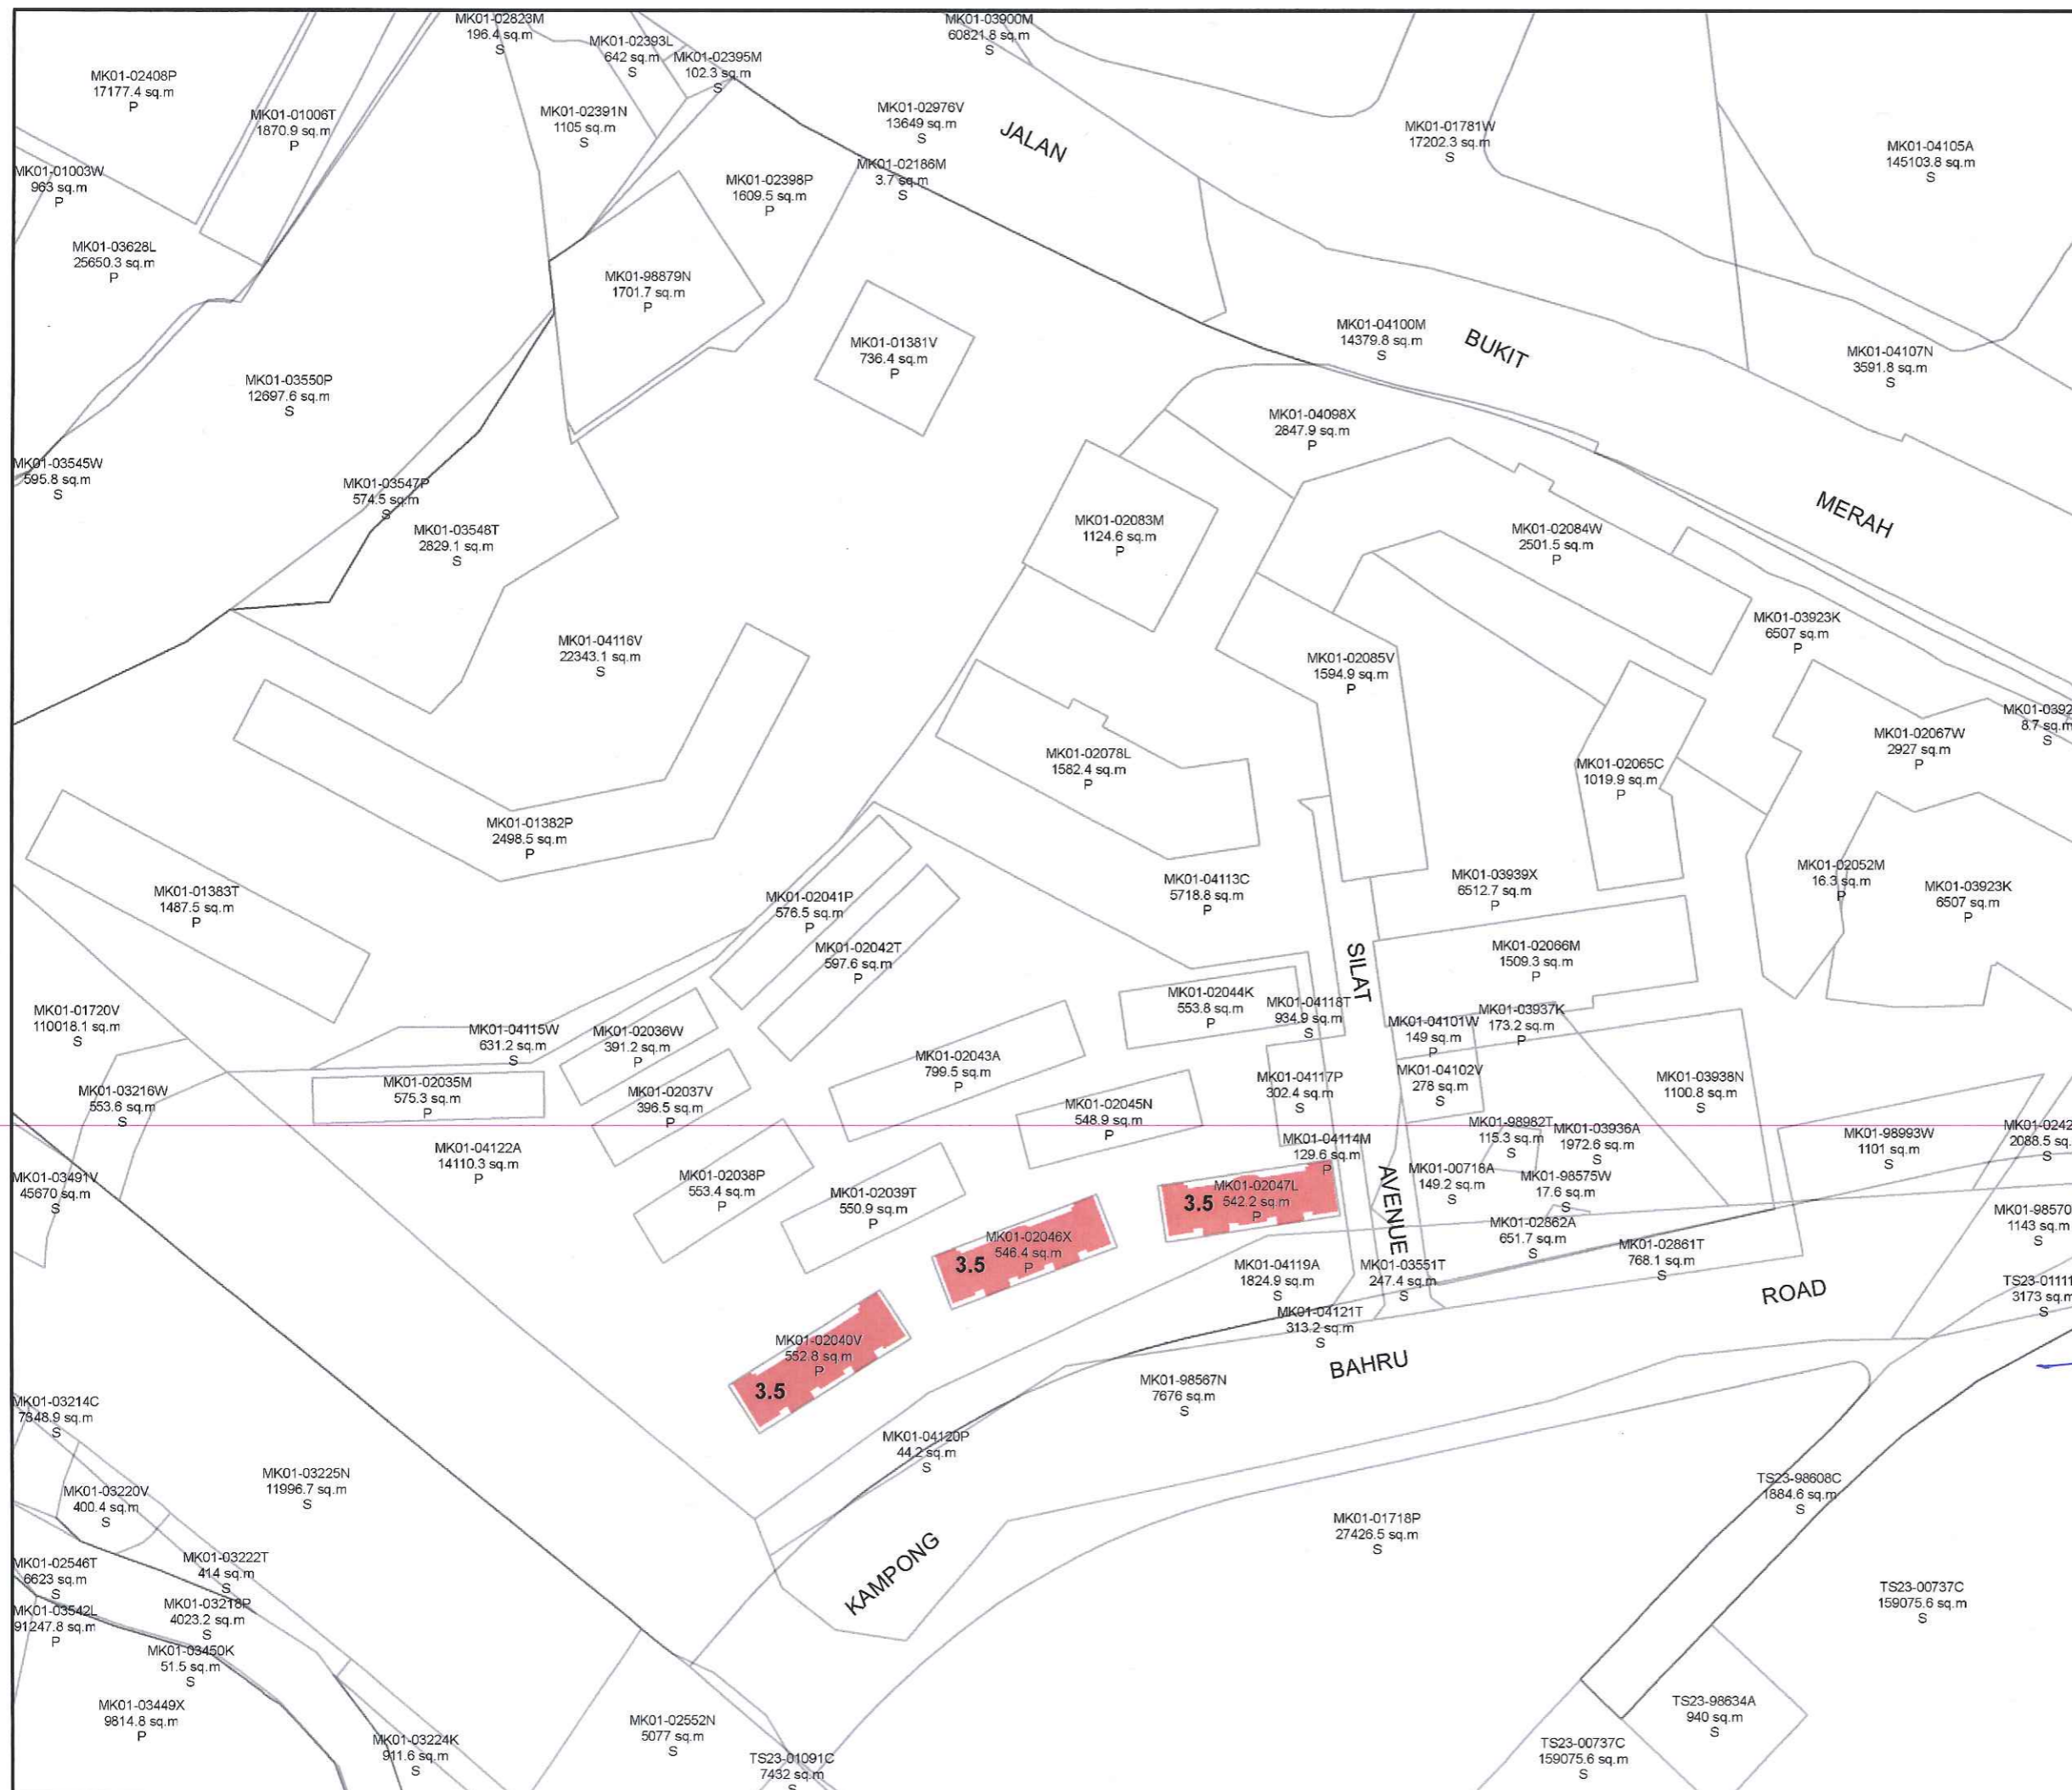 MK01-02823M
196.4 sq.m
S
MK01-02393L
642 sq.m
S
MK01-02395M
102.3 sq.m
S
MK01-03900M
60821.8 sq.m
S
MK01-02408P
17177.4 sq.m
P
MK01-01006T
1870.9 sq.m
P
MK01-02391N
1105 sq.m
S
MK01-02976V
13649 sq.m
S
JALAN
MK01-01781W
17202.3 sq.m
S
MK01-04105A
145103.8 sq.m
S
MK01-01003W
963 sq.m
P
MK01-02398P
1609.5 sq.m
P
MK01-02186M
3.7 sq.m
S
MK01-03628L
25650.3 sq.m
P
MK01-98879N
1701.7 sq.m
P
MK01-01381V
736.4 sq.m
P
MK01-04100M
14379.8 sq.m
S
BUKIT
MK01-04107N
3591.8 sq.m
S
MK01-03550P
12697.6 sq.m
S
MK01-04098X
2847.9 sq.m
P
MK01-03545W
595.8 sq.m
S
MK01-03547P
574.5 sq.m
S
MK01-03548T
2829.1 sq.m
S
MK01-02083M
1124.6 sq.m
P
MK01-02084W
2501.5 sq.m
P
MERAH
MK01-04116V
22343.1 sq.m
S
MK01-03923K
6507 sq.m
P
MK01-02085V
1594.9 sq.m
P
MK01-0392
8.7 sq.m
S
MK01-02078L
1582.4 sq.m
P
MK01-02065C
1019.9 sq.m
P
MK01-02067W
2927 sq.m
P
MK01-01382P
2498.5 sq.m
P
MK01-01383T
1487.5 sq.m
P
MK01-02041P
576.5 sq.m
P
MK01-04113C
5718.8 sq.m
P
MK01-03939X
6512.7 sq.m
P
MK01-02052M
16.3 sq.m
P
MK01-03923K
6507 sq.m
P
MK01-02042T
597.6 sq.m
P
SILAT
MK01-02066M
1509.3 sq.m
P
MK01-01720V
110018.1 sq.m
S
MK01-04115W
631.2 sq.m
S
MK01-02036W
391.2 sq.m
P
MK01-02044K
553.8 sq.m
P
MK01-04118T
934.9 sq.m
S
MK01-04101W
149 sq.m
P
MK01-03937K
173.2 sq.m
P
MK01-02043A
799.5 sq.m
P
MK01-03216W
553.6 sq.m
S
MK01-02035M
575.3 sq.m
P
MK01-02037V
396.5 sq.m
P
MK01-02045N
548.9 sq.m
P
MK01-04117P
302.4 sq.m
S
MK01-04102V
278 sq.m
S
MK01-03938N
1100.8 sq.m
S
MK01-04122A
14110.3 sq.m
P
MK01-04114M
129.6 sq.m
P
MK01-98982T
115.3 sq.m
S
MK01-03936A
1972.6 sq.m
S
MK01-98993W
1101 sq.m
S
MK01-0242
2088.5 sq.
S
MK01-03491V
45670 sq.m
S
MK01-02038P
553.4 sq.m
P
MK01-02039T
550.9 sq.m
P
3.5
MK01-02047L
542.2 sq.m
P
AVENUE
MK01-00718A
149.2 sq.m
S
MK01-98575W
17.6 sq.m
S
MK01-98570
1143 sq.m
S
MK01-02046X
546.4 sq.m
P
3.5
MK01-02862A
651.7 sq.m
S
MK01-02861T
768.1 sq.m
S
MK01-04119A
1824.9 sq.m
S
MK01-03551T
247.4 sq.m
S
ROAD
TS23-01111
3173 sq.m
S
MK01-04121T
313.2 sq.m
S
MK01-02040V
552.8 sq.m
P
3.5
BAHRU
MK01-98567N
7676 sq.m
S
MK01-03214C
7348.9 sq.m
S
MK01-04120P
44.2 sq.m
S
MK01-03225N
11996.7 sq.m
S
MK01-03220V
400.4 sq.m
S
TS23-98608C
1884.6 sq.m
S
MK01-01718P
27426.5 sq.m
S
KAMPONG
MK01-02546T
6623 sq.m
S
MK01-03222T
414 sq.m
S
TS23-00737C
159075.6 sq.m
S
MK01-03542L
91247.8 sq.m
P
MK01-03218P
4023.2 sq.m
S
MK01-03450K
51.5 sq.m
S
MK01-03449X
9814.8 sq.m
P
MK01-03224K
911.6 sq.m
S
MK01-02552N
5077 sq.m
S
TS23-01091C
7432 sq.m
S
TS23-98634A
940 sq.m
S
TS23-00737C
159075.6 sq.m
S